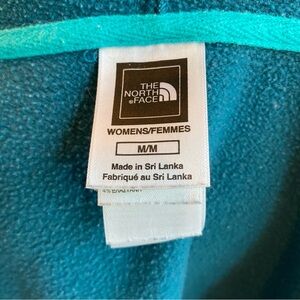 THE
NORTH
FACE
WOMENS/FEMMES
M/M
Made in Sri Lanka
Fabriqué au Sri Lanka